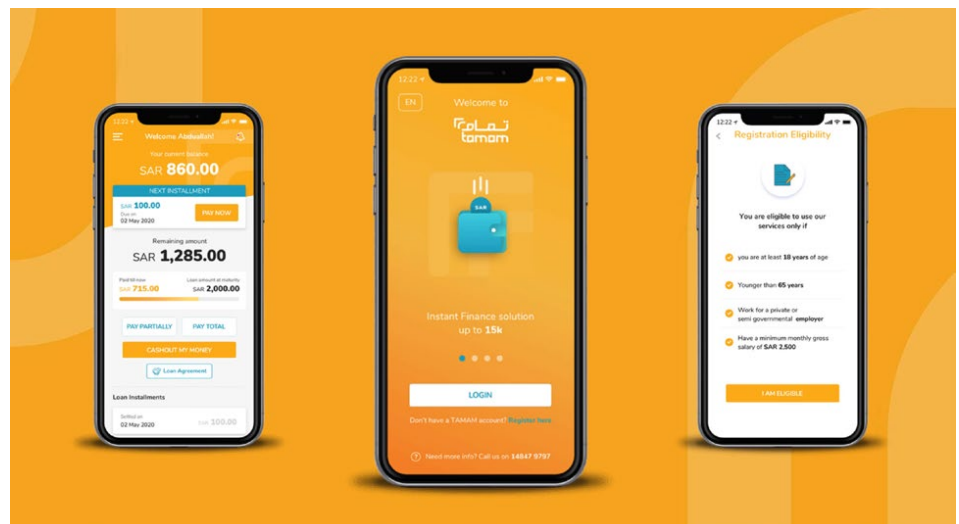 12:22
Welcome Abdwallah!
Your current balance
SAR 860.00
NEXT INSTALLMENT
SAR 100.00
Due on
02 May 2020
PAY NOW
Remaining amount
SAR 1,285.00
Paid till now
SAR 715.00
Loan amount at maturity
SAR 2,000.00
PAY PARTIALLY
PAY TOTAL
CASHOUT MY MONEY
Loan Agreement
Loan Installments
Settled on
02 May 2020
SAR 100.00
12:22
EN
Welcome to
تمام
tamam
SAR
Instant Finance solution
up to 15k
LOGIN
Don't have a TAMAM account? Register here
Need more info? Call us on 14847 9797
12:22
Registration Eligibility
You are eligible to use our
services only if
you are at least 18 years of age
Younger than 65 years
Work for a private or
semi governmental employer
Have a minimum monthly gross
salary of SAR 2,500
I AM ELIGIBLE